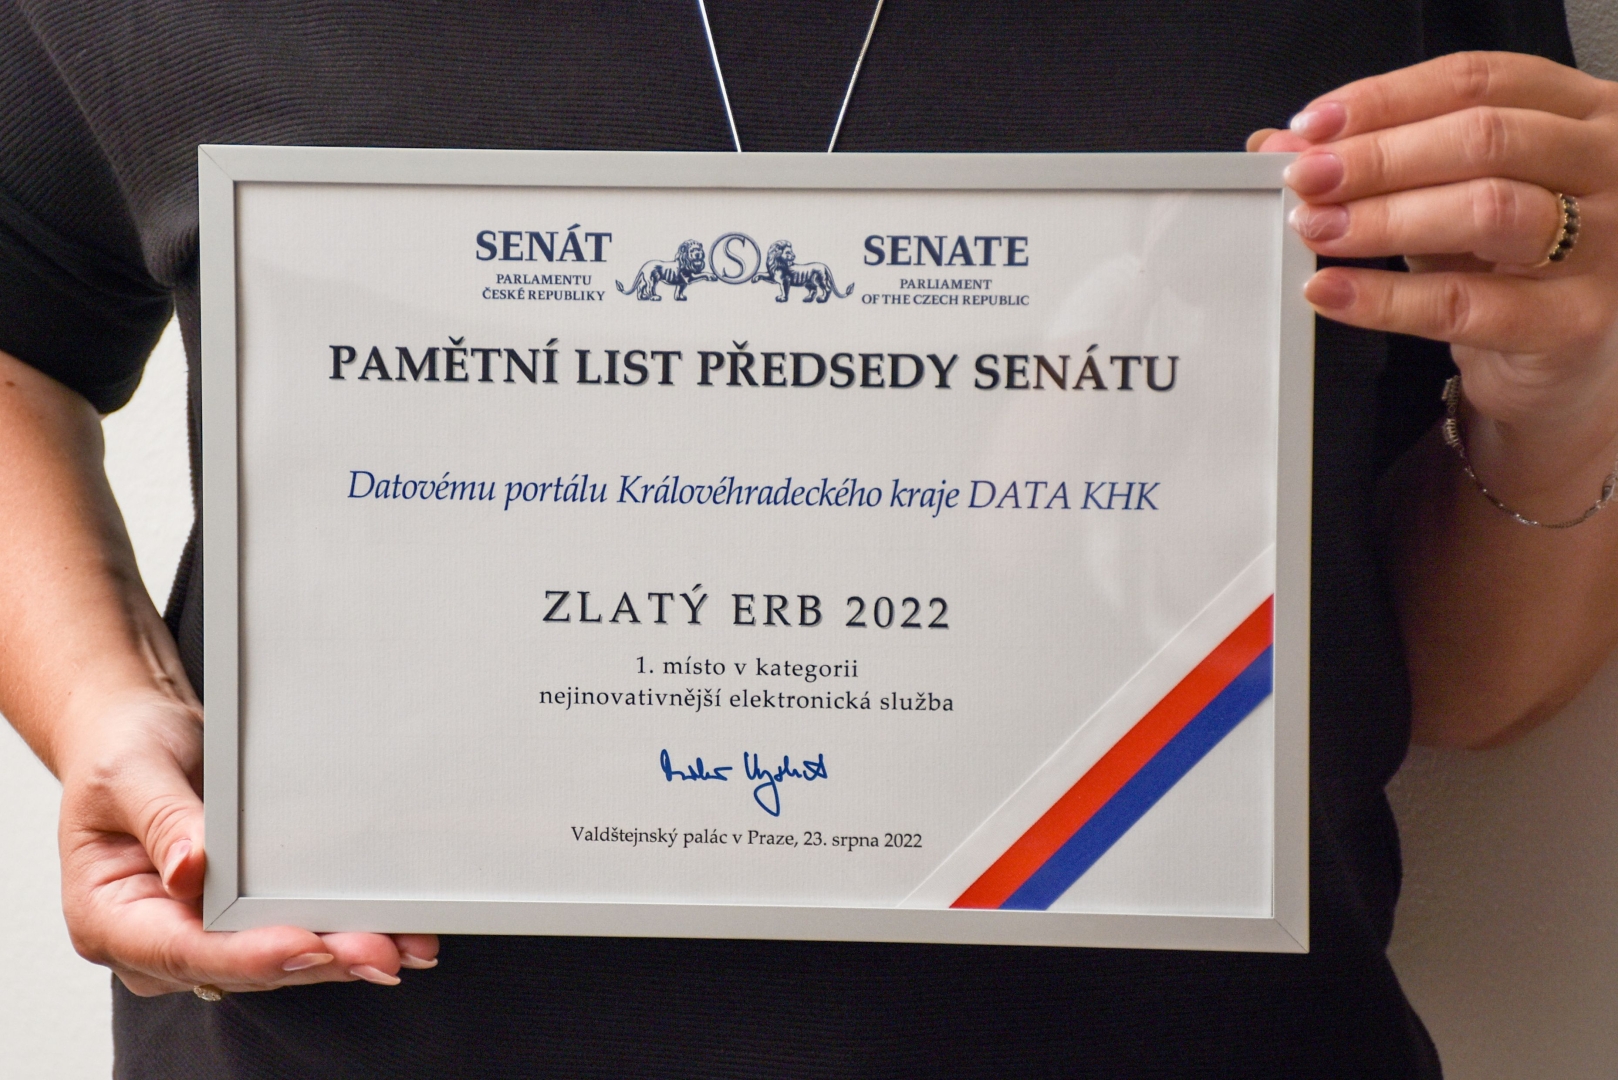 SENÁT
PARLAMENTU
ČESKÉ REPUBLIKY
S
SENATE
PARLIAMENT
OF THE CZECH REPUBLIC
PAMĚTNÍ LIST PŘEDSEDY SENÁTU
Datovému portálu Královéhradeckého kraje DATA KHK
ZLATÝ ERB 2022
1. místo v kategorii
nejinovativnější elektronická služba
Valdštejnský palác v Praze, 23. srpna 2022